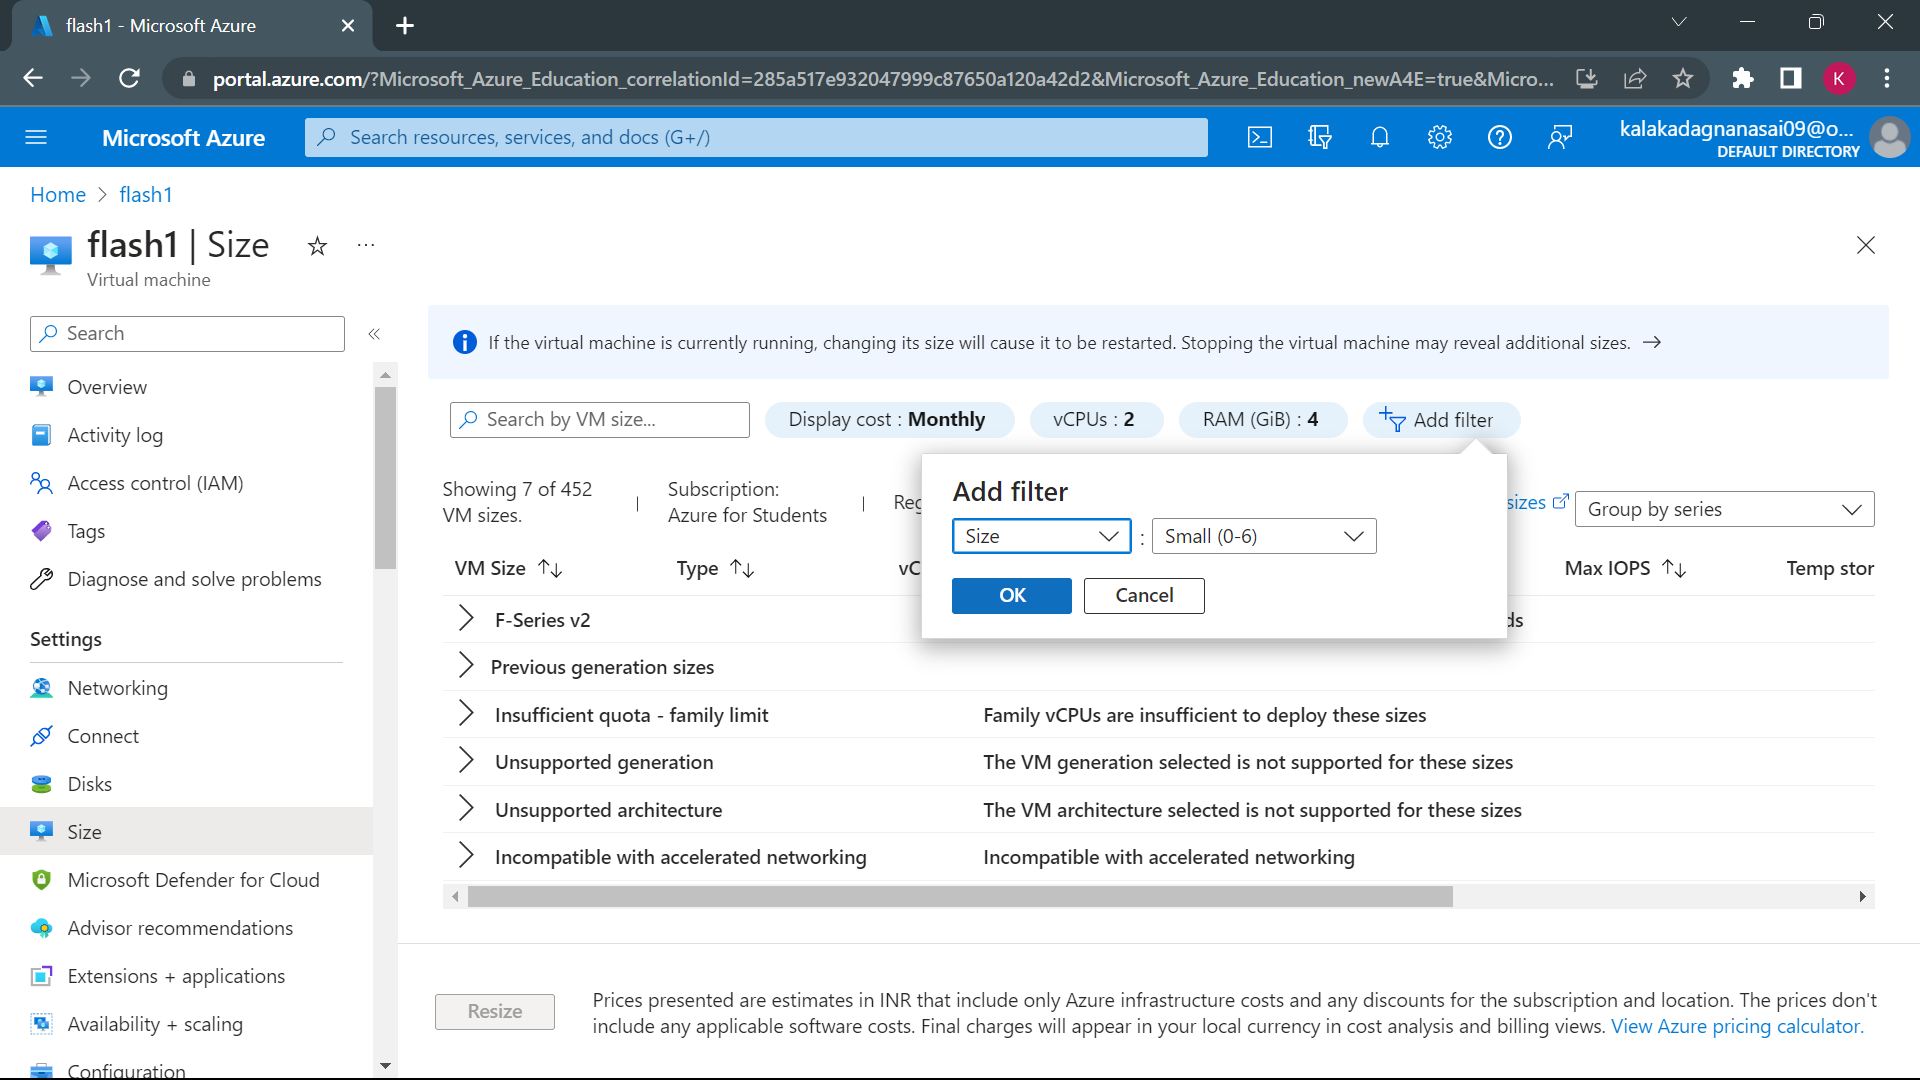 flash1 - Microsoft Azure
portal.azure.com/?Microsoft_Azure_Education_correlationId=285a517e932047999c87650a120a42d2&Microsoft_Azure_Education_newA4E=true&Micro...
K
Microsoft Azure
Search resources, services, and docs (G+/)
kalakadagnanasai09@o...
DEFAULT DIRECTORY
Home > flash1
flash1 | Size
Virtual machine
Search
Overview
Activity log
Access control (IAM)
Tags
Diagnose and solve problems
Settings
Networking
Connect
Disks
Size
Microsoft Defender for Cloud
Advisor recommendations
Extensions + applications
Availability + scaling
Configuration
If the virtual machine is currently running, changing its size will cause it to be restarted. Stopping the virtual machine may reveal additional sizes.
Search by VM size...
Display cost : Monthly
vCPUs : 2
RAM (GiB) : 4
Add filter
Showing 7 of 452
VM sizes.
|
Subscription:
Azure for Students
|
Reg
sizes
Group by series
Add filter
Size : Small (0-6)
OK
Cancel
VM Size
Type
vC
Max IOPS
Temp stor
F-Series v2
ds
Previous generation sizes
Insufficient quota - family limit
Family vCPUs are insufficient to deploy these sizes
Unsupported generation
The VM generation selected is not supported for these sizes
Unsupported architecture
The VM architecture selected is not supported for these sizes
Incompatible with accelerated networking
Incompatible with accelerated networking
Resize
Prices presented are estimates in INR that include only Azure infrastructure costs and any discounts for the subscription and location. The prices don't
include any applicable software costs. Final charges will appear in your local currency in cost analysis and billing views. View Azure pricing calculator.